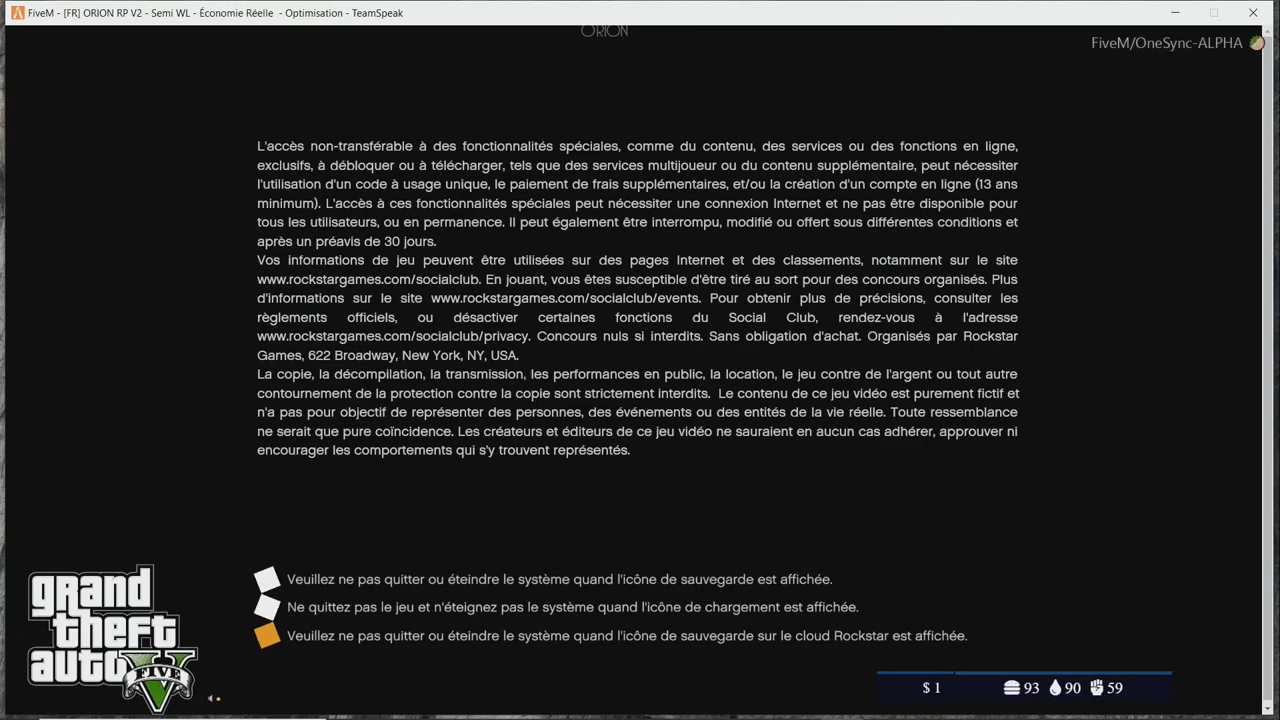 FiveM - [FR] ORION RP V2 - Semi WL - Économie Réelle - Optimisation - TeamSpeak
ORION
FiveM/OneSync-ALPHA
L'accès non-transférable à des fonctionnalités spéciales, comme du contenu, des services ou des fonctions en ligne,
exclusifs, à débloquer ou à télécharger, tels que des services multijoueur ou du contenu supplémentaire, peut nécessiter
l'utilisation d'un code à usage unique, le paiement de frais supplémentaires, et/ou la création d'un compte en ligne (13 ans
minimum). L'accès à ces fonctionnalités spéciales peut nécessiter une connexion Internet et ne pas être disponible pour
tous les utilisateurs, ou en permanence. Il peut également être interrompu, modifié ou offert sous différentes conditions et
après un préavis de 30 jours.
Vos informations de jeu peuvent être utilisées sur des pages Internet et des classements, notamment sur le site
www.rockstargames.com/socialclub. En jouant, vous êtes susceptible d'être tiré au sort pour des concours organisés. Plus
d'informations sur le site www.rockstargames.com/socialclub/events. Pour obtenir plus de précisions, consulter les
règlements officiels, ou désactiver certaines fonctions du Social Club, rendez-vous à l'adresse
www.rockstargames.com/socialclub/privacy. Concours nuls si interdits. Sans obligation d'achat. Organisés par Rockstar
Games, 622 Broadway, New York, NY, USA.
La copie, la décompilation, la transmission, les performances en public, la location, le jeu contre de l'argent ou tout autre
contournement de la protection contre la copie sont strictement interdits. Le contenu de ce jeu vidéo est purement fictif et
n'a pas pour objectif de représenter des personnes, des événements ou des entités de la vie réelle. Toute ressemblance
ne serait que pure coïncidence. Les créateurs et éditeurs de ce jeu vidéo ne sauraient en aucun cas adhérer, approuver ni
encourager les comportements qui s'y trouvent représentés.
Veuillez ne pas quitter ou éteindre le système quand l'icône de sauvegarde est affichée.
Ne quittez pas le jeu et n'éteignez pas le système quand l'icône de chargement est affichée.
Veuillez ne pas quitter ou éteindre le système quand l'icône de sauvegarde sur le cloud Rockstar est affichée.
grand
theft
auto V
FIVE
$ 1
93 90 59